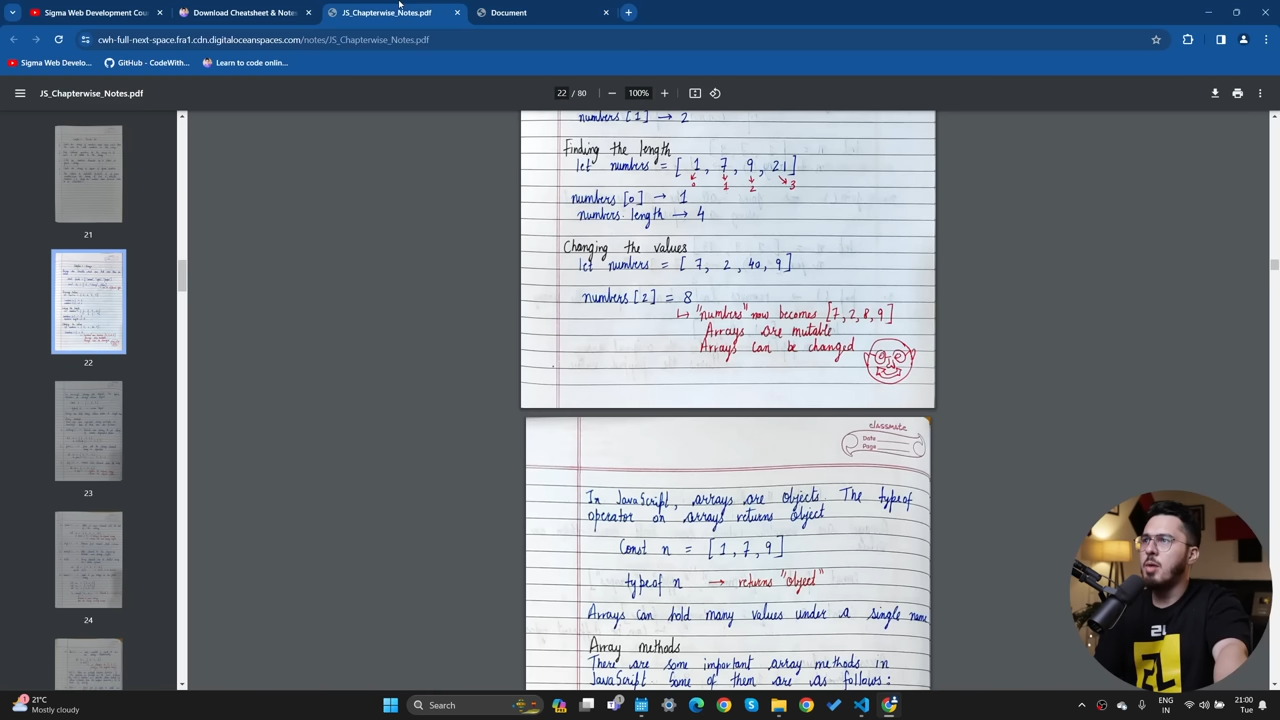 Sigma Web Development Cou
Download Cheatsheet & Notes
JS_Chapterwise_Notes.pdf
Document
cwh-full-next-space.fra1.cdn.digitaloceanspaces.com/notes/JS_Chapterwise_Notes.pdf
Sigma Web Develo...
GitHub - CodeWith...
Learn to code onlin...
JS_Chapterwise_Notes.pdf
22 / 80
100%
21
22
23
24
numbers [1] → 2
Finding the length
let numbers = [ 1, 7, 9, 21]
0 1 2 3
numbers [0] → 1
numbers.length → 4
Changing the values
let numbers = [ 7, 2, 40, 9 ]
numbers [2] = 8
↳ "numbers" now becomes [7, 2, 8, 9]
Arrays are mutable
Arrays can be changed
classmate
Date
Page
In JavaScript, arrays are objects. The typeof
operator on arrays returns object
Const n = [ 1, 7, ]
typeof n → returns "object"
Arrays can hold many values under a single name
Array methods
There are some important array methods in
JavaScript. Some of them are as follows:
21°C
Mostly cloudy
Search
ENG
IN
21:00
Tue